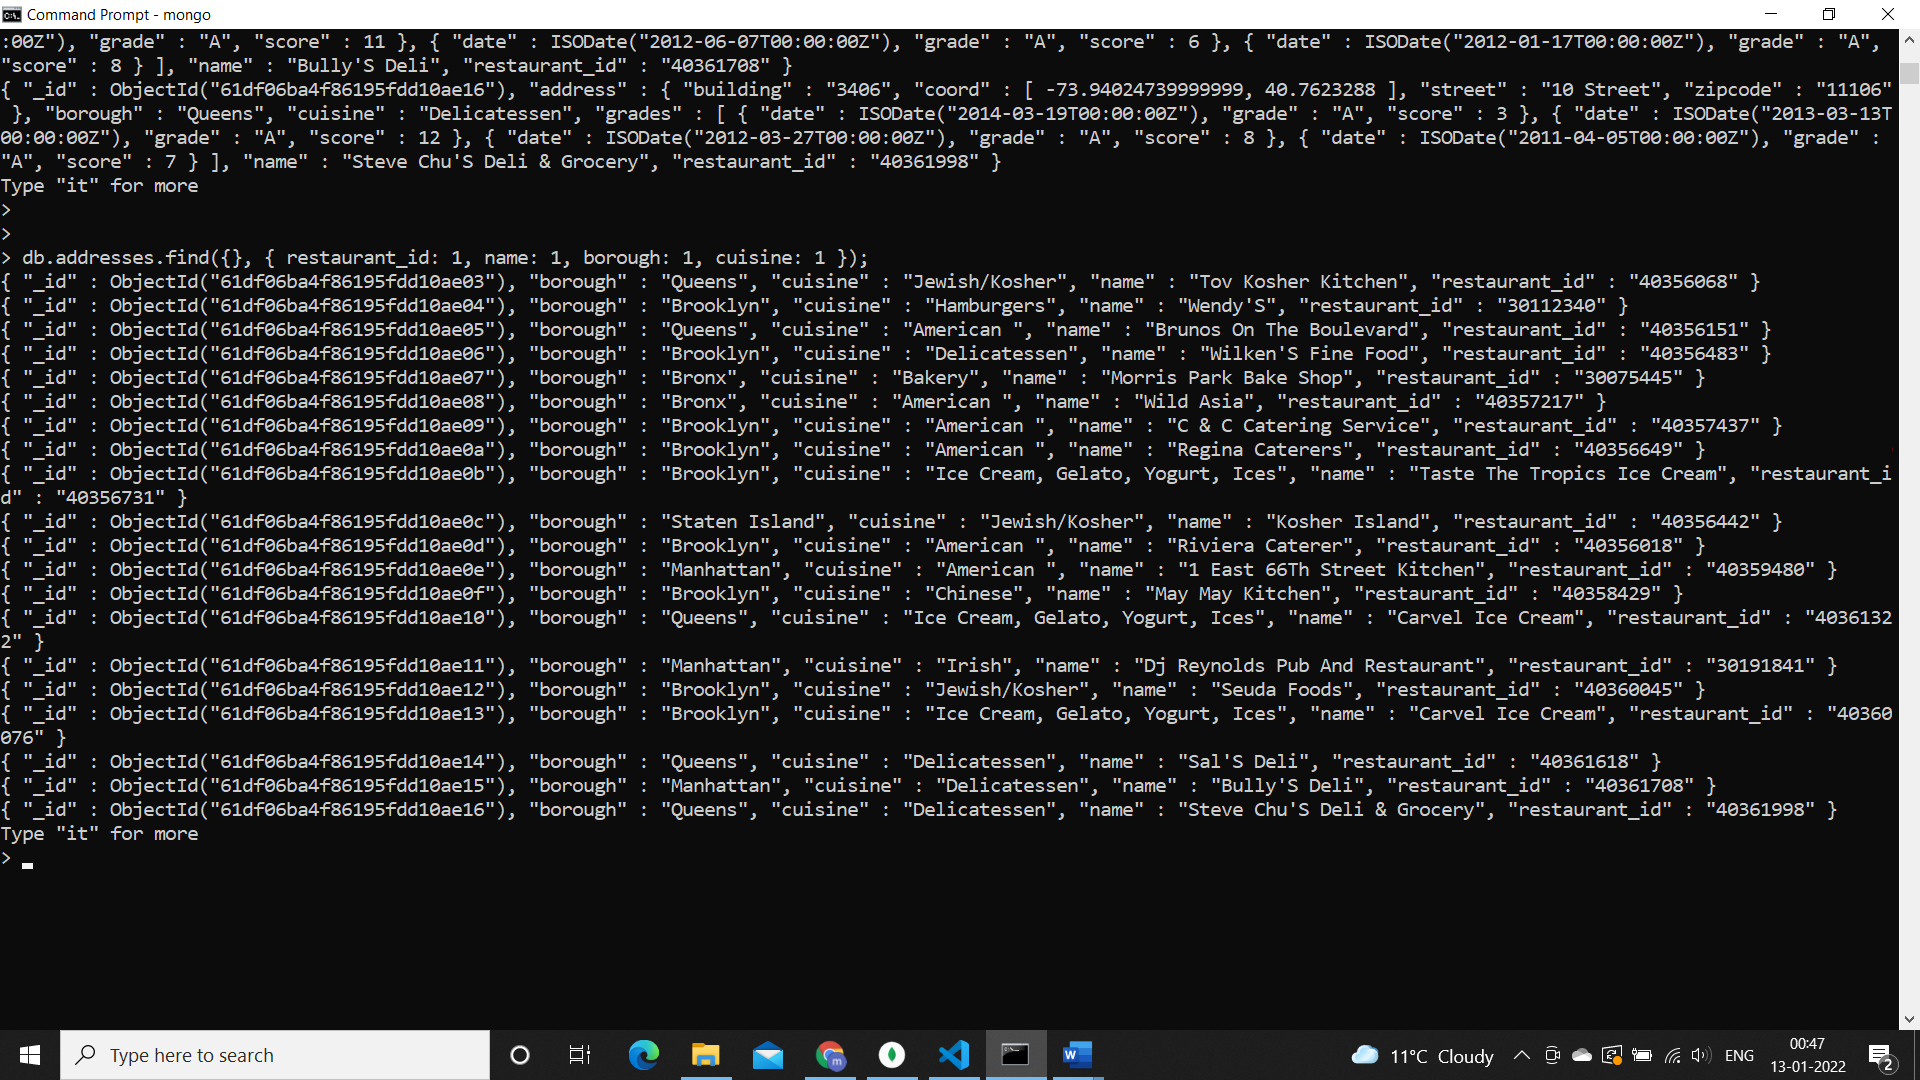 Command Prompt - mongo
:00Z"), "grade" : "A", "score" : 11 }, { "date" : ISODate("2012-06-07T00:00:00Z"), "grade" : "A", "score" : 6 }, { "date" : ISODate("2012-01-17T00:00:00Z"), "grade" : "A",
"score" : 8 } ], "name" : "Bully'S Deli", "restaurant_id" : "40361708" }
{ "_id" : ObjectId("61df06ba4f86195fdd10ae16"), "address" : { "building" : "3406", "coord" : [ -73.94024739999999, 40.7623288 ], "street" : "10 Street", "zipcode" : "11106"
}, "borough" : "Queens", "cuisine" : "Delicatessen", "grades" : [ { "date" : ISODate("2014-03-19T00:00:00Z"), "grade" : "A", "score" : 3 }, { "date" : ISODate("2013-03-13T
00:00:00Z"), "grade" : "A", "score" : 12 }, { "date" : ISODate("2012-03-27T00:00:00Z"), "grade" : "A", "score" : 8 }, { "date" : ISODate("2011-04-05T00:00:00Z"), "grade" :
"A", "score" : 7 } ], "name" : "Steve Chu'S Deli & Grocery", "restaurant_id" : "40361998" }
Type "it" for more
>
>
> db.addresses.find({}, { restaurant_id: 1, name: 1, borough: 1, cuisine: 1 });
{ "_id" : ObjectId("61df06ba4f86195fdd10ae03"), "borough" : "Queens", "cuisine" : "Jewish/Kosher", "name" : "Tov Kosher Kitchen", "restaurant_id" : "40356068" }
{ "_id" : ObjectId("61df06ba4f86195fdd10ae04"), "borough" : "Brooklyn", "cuisine" : "Hamburgers", "name" : "Wendy'S", "restaurant_id" : "30112340" }
{ "_id" : ObjectId("61df06ba4f86195fdd10ae05"), "borough" : "Queens", "cuisine" : "American ", "name" : "Brunos On The Boulevard", "restaurant_id" : "40356151" }
{ "_id" : ObjectId("61df06ba4f86195fdd10ae06"), "borough" : "Brooklyn", "cuisine" : "Delicatessen", "name" : "Wilken'S Fine Food", "restaurant_id" : "40356483" }
{ "_id" : ObjectId("61df06ba4f86195fdd10ae07"), "borough" : "Bronx", "cuisine" : "Bakery", "name" : "Morris Park Bake Shop", "restaurant_id" : "30075445" }
{ "_id" : ObjectId("61df06ba4f86195fdd10ae08"), "borough" : "Bronx", "cuisine" : "American ", "name" : "Wild Asia", "restaurant_id" : "40357217" }
{ "_id" : ObjectId("61df06ba4f86195fdd10ae09"), "borough" : "Brooklyn", "cuisine" : "American ", "name" : "C & C Catering Service", "restaurant_id" : "40357437" }
{ "_id" : ObjectId("61df06ba4f86195fdd10ae0a"), "borough" : "Brooklyn", "cuisine" : "American ", "name" : "Regina Caterers", "restaurant_id" : "40356649" }
{ "_id" : ObjectId("61df06ba4f86195fdd10ae0b"), "borough" : "Brooklyn", "cuisine" : "Ice Cream, Gelato, Yogurt, Ices", "name" : "Taste The Tropics Ice Cream", "restaurant_i
d" : "40356731" }
{ "_id" : ObjectId("61df06ba4f86195fdd10ae0c"), "borough" : "Staten Island", "cuisine" : "Jewish/Kosher", "name" : "Kosher Island", "restaurant_id" : "40356442" }
{ "_id" : ObjectId("61df06ba4f86195fdd10ae0d"), "borough" : "Brooklyn", "cuisine" : "American ", "name" : "Riviera Caterer", "restaurant_id" : "40356018" }
{ "_id" : ObjectId("61df06ba4f86195fdd10ae0e"), "borough" : "Manhattan", "cuisine" : "American ", "name" : "1 East 66Th Street Kitchen", "restaurant_id" : "40359480" }
{ "_id" : ObjectId("61df06ba4f86195fdd10ae0f"), "borough" : "Brooklyn", "cuisine" : "Chinese", "name" : "May May Kitchen", "restaurant_id" : "40358429" }
{ "_id" : ObjectId("61df06ba4f86195fdd10ae10"), "borough" : "Queens", "cuisine" : "Ice Cream, Gelato, Yogurt, Ices", "name" : "Carvel Ice Cream", "restaurant_id" : "4036132
2" }
{ "_id" : ObjectId("61df06ba4f86195fdd10ae11"), "borough" : "Manhattan", "cuisine" : "Irish", "name" : "Dj Reynolds Pub And Restaurant", "restaurant_id" : "30191841" }
{ "_id" : ObjectId("61df06ba4f86195fdd10ae12"), "borough" : "Brooklyn", "cuisine" : "Jewish/Kosher", "name" : "Seuda Foods", "restaurant_id" : "40360045" }
{ "_id" : ObjectId("61df06ba4f86195fdd10ae13"), "borough" : "Brooklyn", "cuisine" : "Ice Cream, Gelato, Yogurt, Ices", "name" : "Carvel Ice Cream", "restaurant_id" : "40360
076" }
{ "_id" : ObjectId("61df06ba4f86195fdd10ae14"), "borough" : "Queens", "cuisine" : "Delicatessen", "name" : "Sal'S Deli", "restaurant_id" : "40361618" }
{ "_id" : ObjectId("61df06ba4f86195fdd10ae15"), "borough" : "Manhattan", "cuisine" : "Delicatessen", "name" : "Bully'S Deli", "restaurant_id" : "40361708" }
{ "_id" : ObjectId("61df06ba4f86195fdd10ae16"), "borough" : "Queens", "cuisine" : "Delicatessen", "name" : "Steve Chu'S Deli & Grocery", "restaurant_id" : "40361998" }
Type "it" for more
>
Type here to search
11°C Cloudy
ENG
00:47
13-01-2022
2